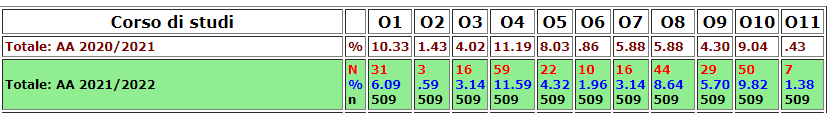 Corso di studi O1 O2 O3 O4 O5 O6 O7 O8 O9 O10 O11
Totale: AA 2020/2021 % 10.33 1.43 4.02 11.19 8.03 .86 5.88 5.88 4.30 9.04 .43
N 31 3 16 59 22 10 16 44 29 50 7
Totale: AA 2021/2022 % 6.09 .59 3.14 11.59 4.32 1.96 3.14 8.64 5.70 9.82 1.38
n 509 509 509 509 509 509 509 509 509 509 509